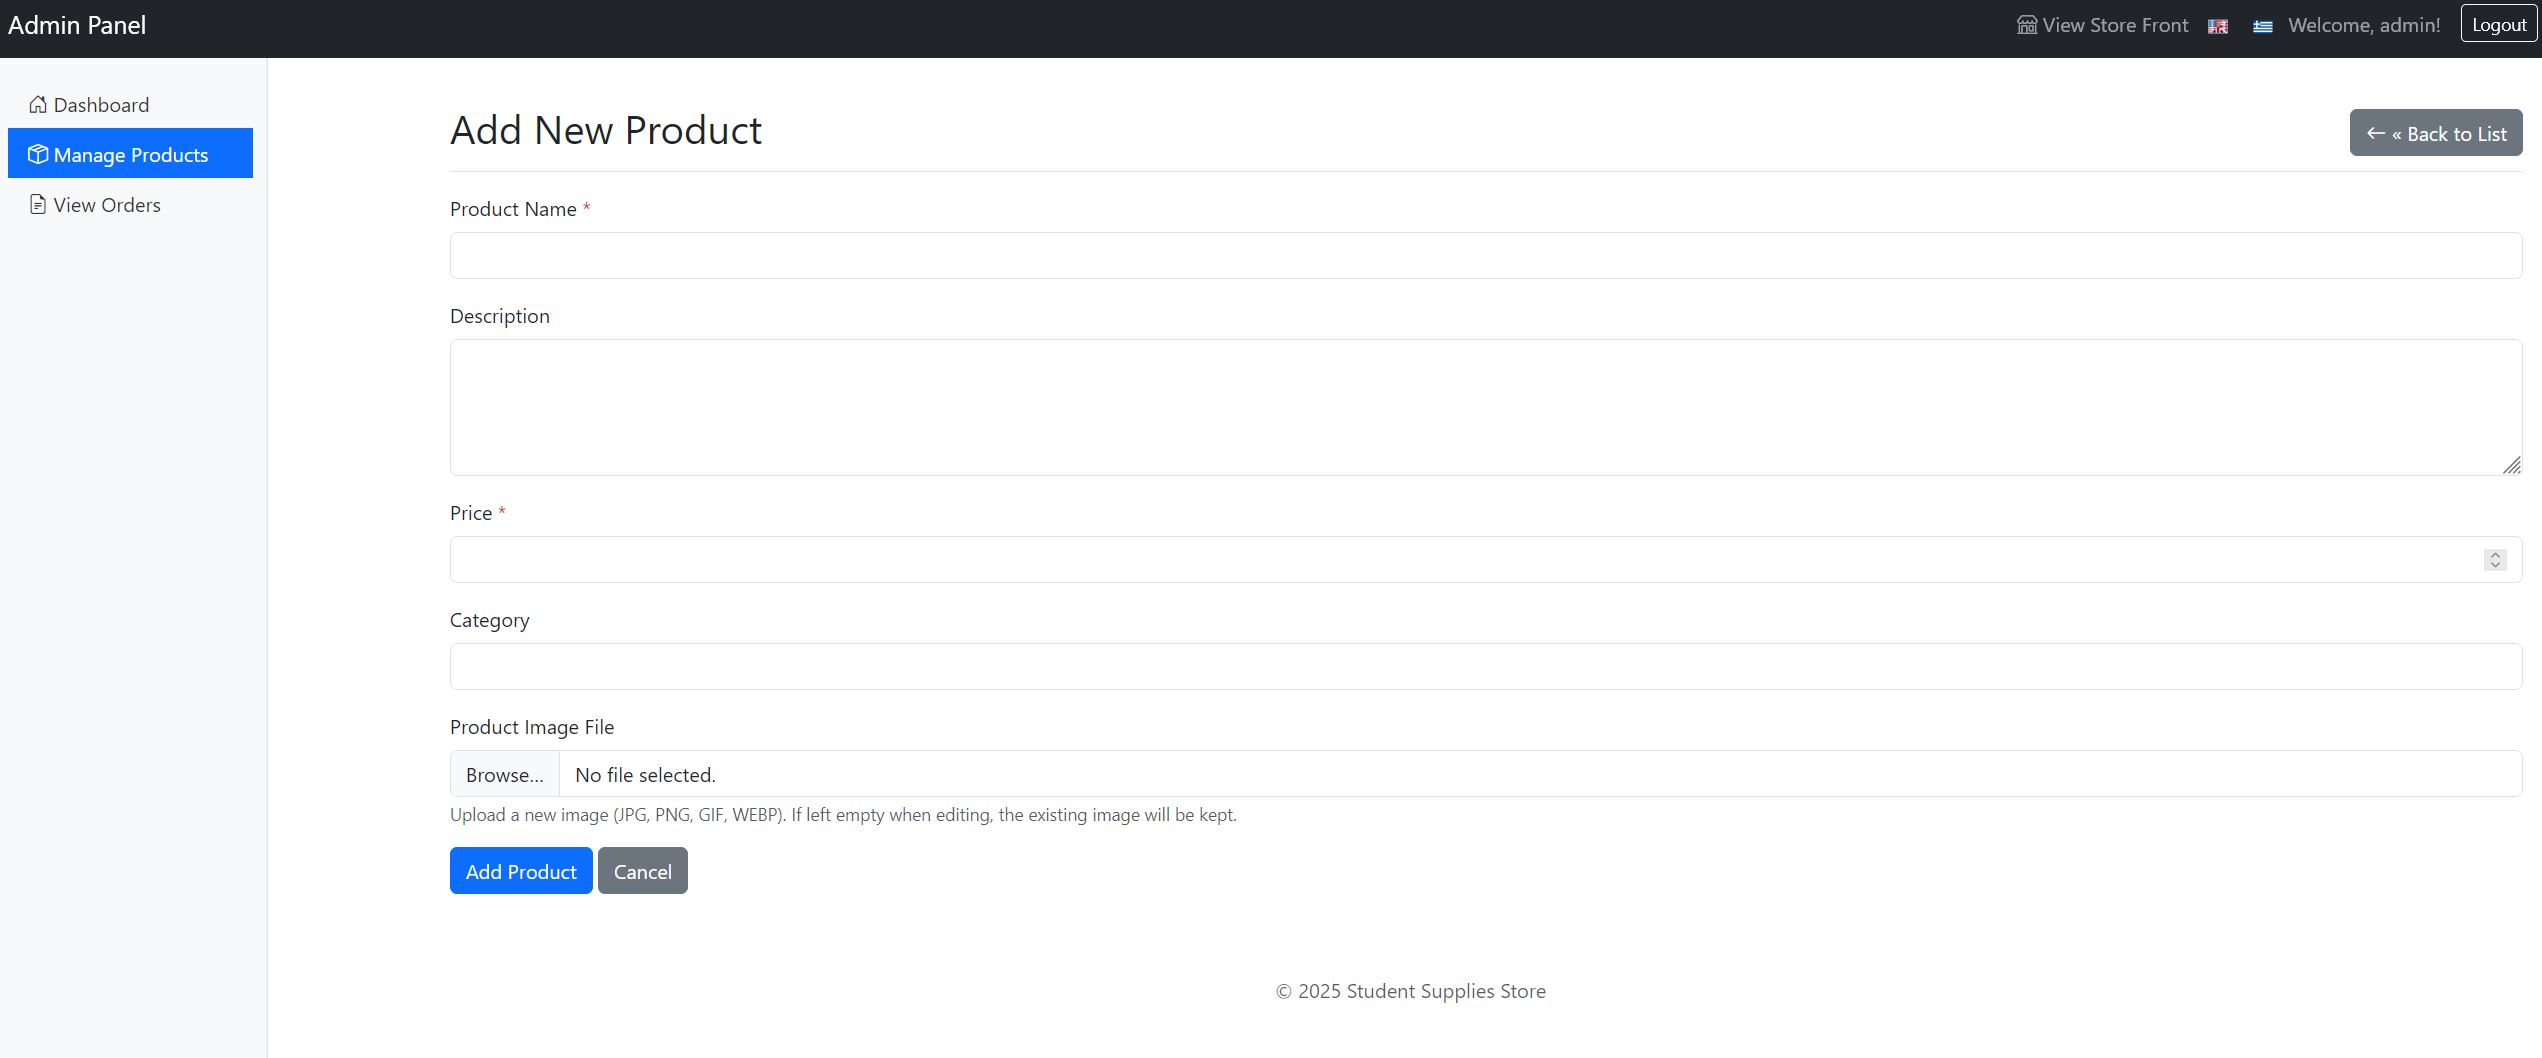 Admin Panel
View Store Front
Welcome, admin!
Logout
Dashboard
Manage Products
View Orders
Add New Product
← « Back to List
Product Name *
Description
Price *
Category
Product Image File
Browse... No file selected.
Upload a new image (JPG, PNG, GIF, WEBP). If left empty when editing, the existing image will be kept.
Add Product
Cancel
© 2025 Student Supplies Store